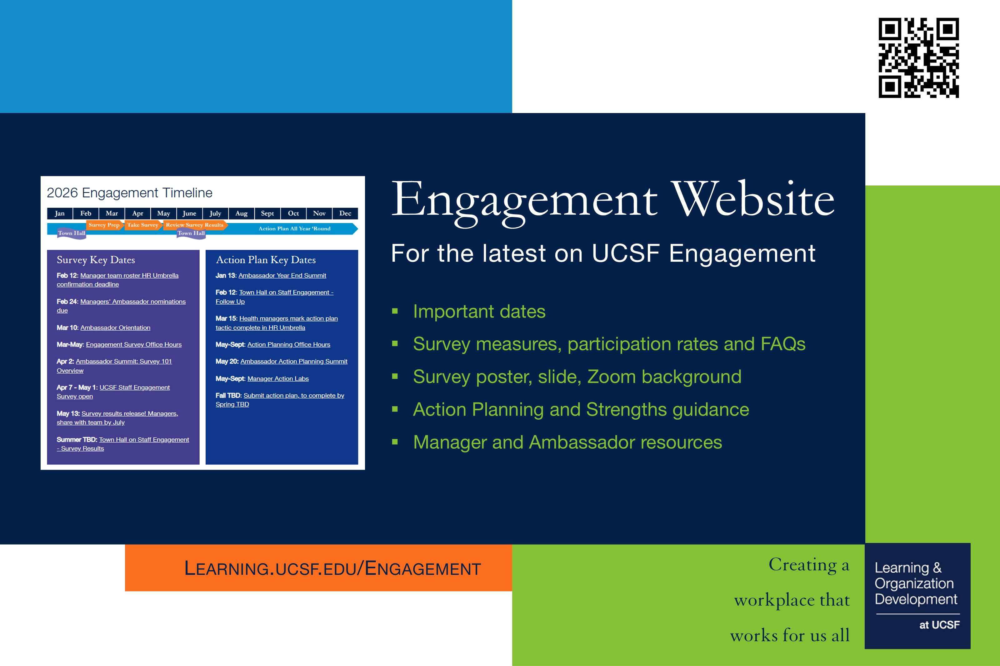 2026 Engagement Timeline
Jan Feb Mar Apr May June July Aug Sept Oct Nov Dec
Survey Prep Take Survey Review Survey Results
Action Plan All Year ‘Round
Town Hall Town Hall
Survey Key Dates
Feb 12: Manager team roster HR Umbrella
confirmation deadline
Feb 24: Managers' Ambassador nominations
due
Mar 10: Ambassador Orientation
Mar-May: Engagement Survey Office Hours
Apr 2: Ambassador Summit: Survey 101
Overview
Apr 7 - May 1: UCSF Staff Engagement
Survey open
May 13: Survey results release! Managers,
share with team by July
Summer TBD: Town Hall on Staff Engagement
- Survey Results
Action Plan Key Dates
Jan 13: Ambassador Year End Summit
Feb 12: Town Hall on Staff Engagement -
Follow Up
Mar 15: Health managers mark action plan
tactic complete in HR Umbrella
May-Sept: Action Planning Office Hours
May 20: Ambassador Action Planning Summit
May-Sept: Manager Action Labs
Fall TBD: Submit action plan, to complete by
Spring TBD
Engagement Website
For the latest on UCSF Engagement
▪ Important dates
▪ Survey measures, participation rates and FAQs
▪ Survey poster, slide, Zoom background
▪ Action Planning and Strengths guidance
▪ Manager and Ambassador resources
LEARNING.UCSF.EDU/ENGAGEMENT
Creating a
workplace that
works for us all
Learning &
Organization
Development
at UCSF